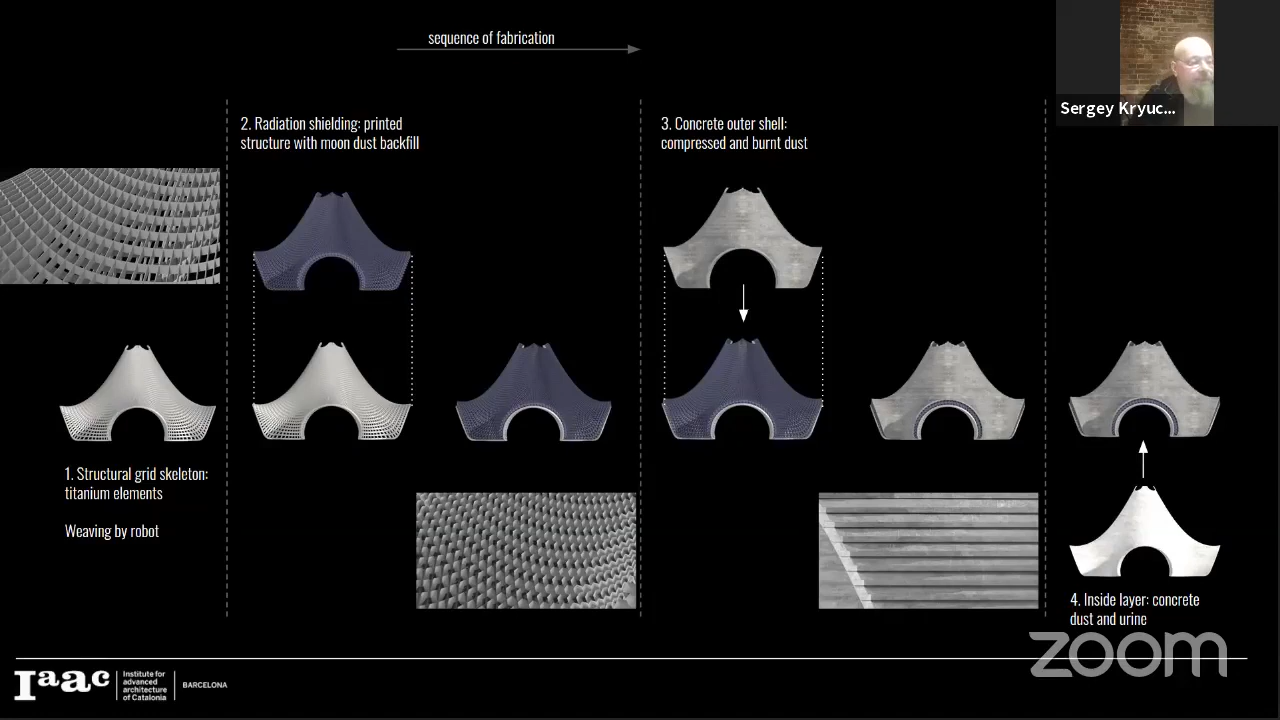 sequence of fabrication
Sergey Kryuc...
2. Radiation shielding: printed
structure with moon dust backfill
3. Concrete outer shell:
compressed and burnt dust
1. Structural grid skeleton:
titanium elements
Weaving by robot
4. Inside layer: concrete
dust and urine
zoom
Iaac
Institute for
advanced
architecture
of Catalonia
BARCELONA